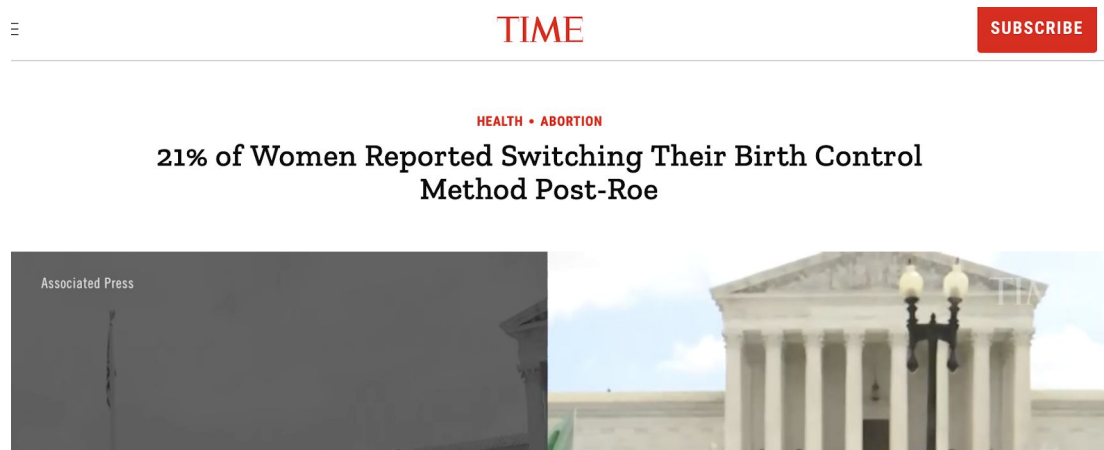 TIME
SUBSCRIBE
HEALTH • ABORTION
21% of Women Reported Switching Their Birth Control
Method Post-Roe
Associated Press